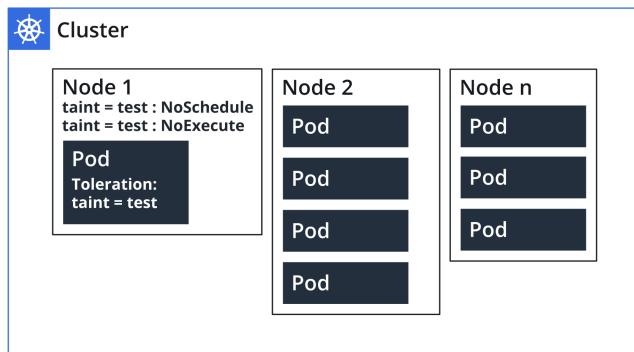 Cluster
Node 1
taint = test : NoSchedule
taint = test : NoExecute
Pod
Toleration:
taint = test
Node 2
Pod
Pod
Pod
Pod
Node n
Pod
Pod
Pod